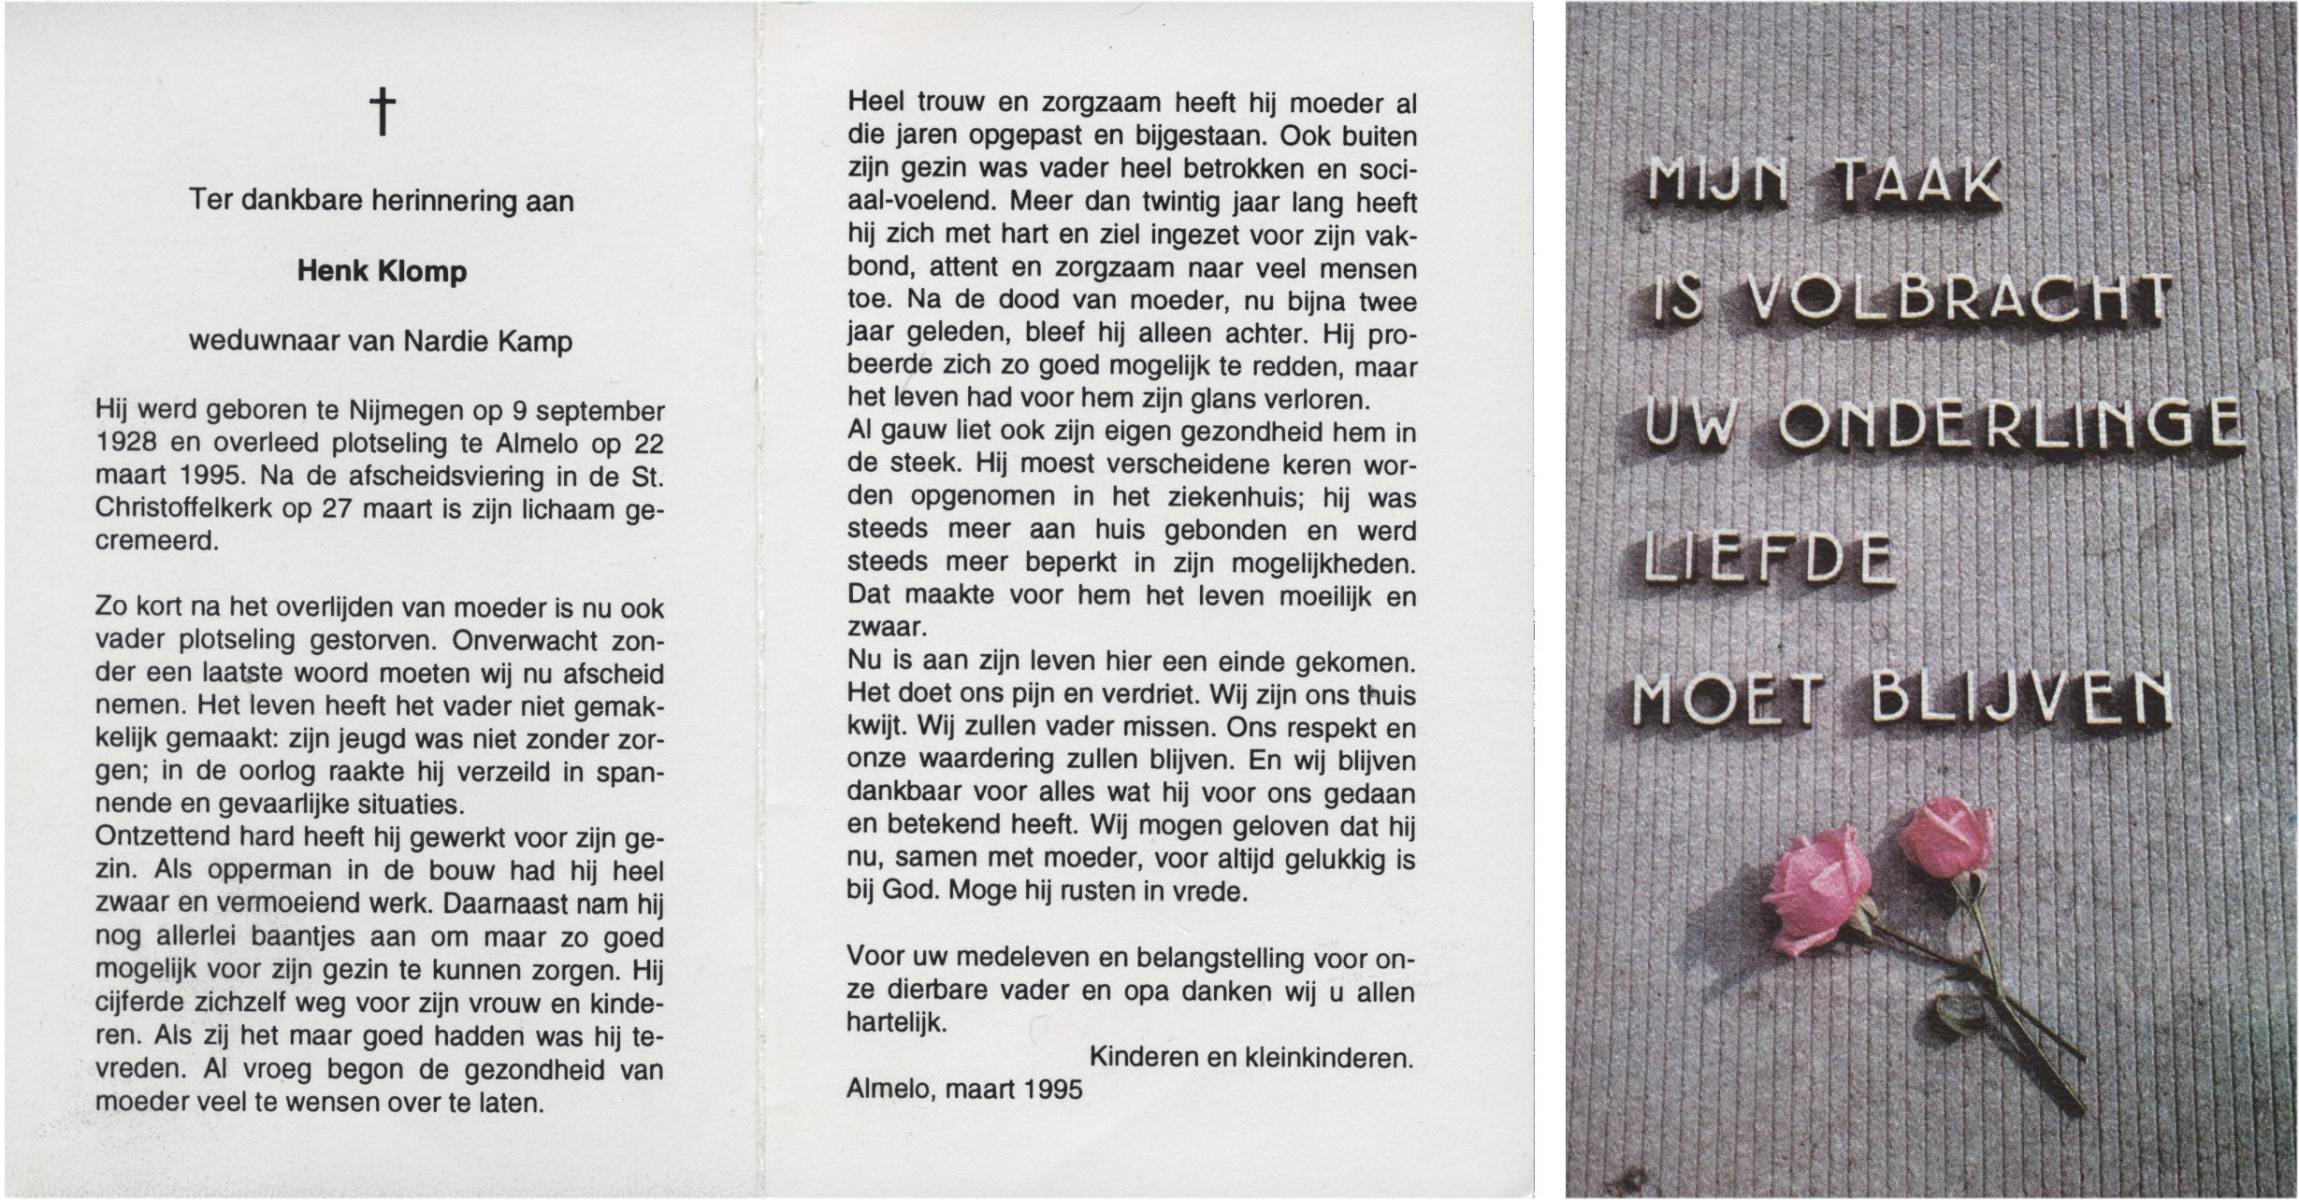 Ter dankbare herinnering aan
Henk Klomp
weduwnaar van Nardie Kamp
Hij werd geboren te Nijmegen op 9 september
1928 en overleed plotseling te Almelo op 22
maart 1995. Na de afscheidsviering in de St.
Christoffelkerk op 27 maart is zijn lichaam ge-
cremeerd.
Zo kort na het overlijden van moeder is nu ook
vader plotseling gestorven. Onverwacht zon-
der een laatste woord moeten wij nu afscheid
nemen. Het leven heeft het vader niet gemak-
kelijk gemaakt: zijn jeugd was niet zonder zor-
gen; in de oorlog raakte hij verzeild in span-
nende en gevaarlijke situaties.
Ontzettend hard heeft hij gewerkt voor zijn ge-
zin. Als opperman in de bouw had hij heel
zwaar en vermoeiend werk. Daarnaast nam hij
nog allerlei baantjes aan om maar zo goed
mogelijk voor zijn gezin te kunnen zorgen. Hij
cijferde zichzelf weg voor zijn vrouw en kinde-
ren. Als zij het maar goed hadden was hij te-
vreden. Al vroeg begon de gezondheid van
moeder veel te wensen over te laten.
Heel trouw en zorgzaam heeft hij moeder al
die jaren opgepast en bijgestaan. Ook buiten
zijn gezin was vader heel betrokken en soci-
aal-voelend. Meer dan twintig jaar lang heeft
hij zich met hart en ziel ingezet voor zijn vak-
bond, attent en zorgzaam naar veel mensen
toe. Na de dood van moeder, nu bijna twee
jaar geleden, bleef hij alleen achter. Hij pro-
beerde zich zo goed mogelijk te redden, maar
het leven had voor hem zijn glans verloren.
Al gauw liet ook zijn eigen gezondheid hem in
de steek. Hij moest verscheidene keren wor-
den opgenomen in het ziekenhuis; hij was
steeds meer aan huis gebonden en werd
steeds meer beperkt in zijn mogelijkheden.
Dat maakte voor hem het leven moeilijk en
zwaar.
Nu is aan zijn leven hier een einde gekomen.
Het doet ons pijn en verdriet. Wij zijn ons thuis
kwijt. Wij zullen vader missen. Ons respekt en
onze waardering zullen blijven. En wij blijven
dankbaar voor alles wat hij voor ons gedaan
en betekend heeft. Wij mogen geloven dat hij
nu, samen met moeder, voor altijd gelukkig is
bij God. Moge hij rusten in vrede.
Voor uw medeleven en belangstelling voor on-
ze dierbare vader en opa danken wij u allen
hartelijk.
Kinderen en kleinkinderen.
Almelo, maart 1995
MIJN TAAK
IS VOLBRACHT
UW ONDERLINGE
LIEFDE
MOET BLIJVEN